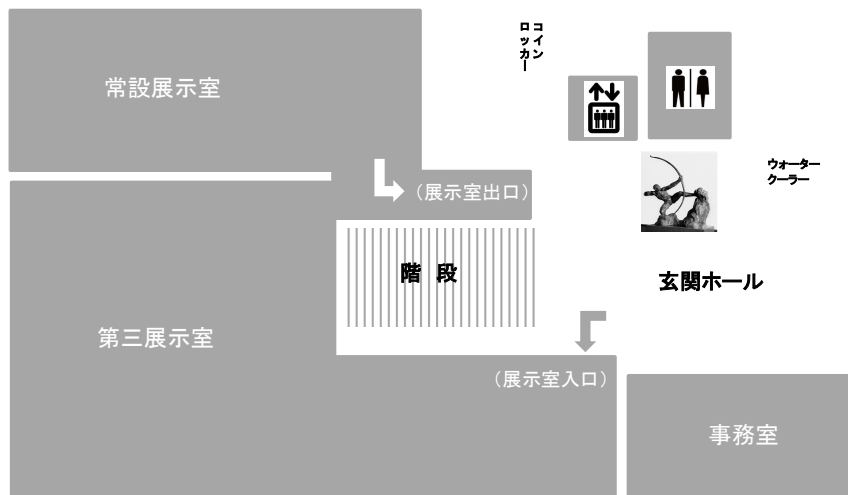 コイン
ロッカー
常設展示室
ウォーター
クーラー
（展示室出口）
階 段
玄関ホール
第三展示室
（展示室入口）
事務室